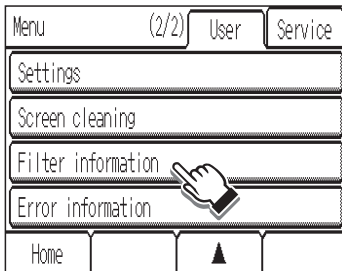 Menu (2/2) User Service
Settings
Screen cleaning
Filter information
Error information
Home ▲